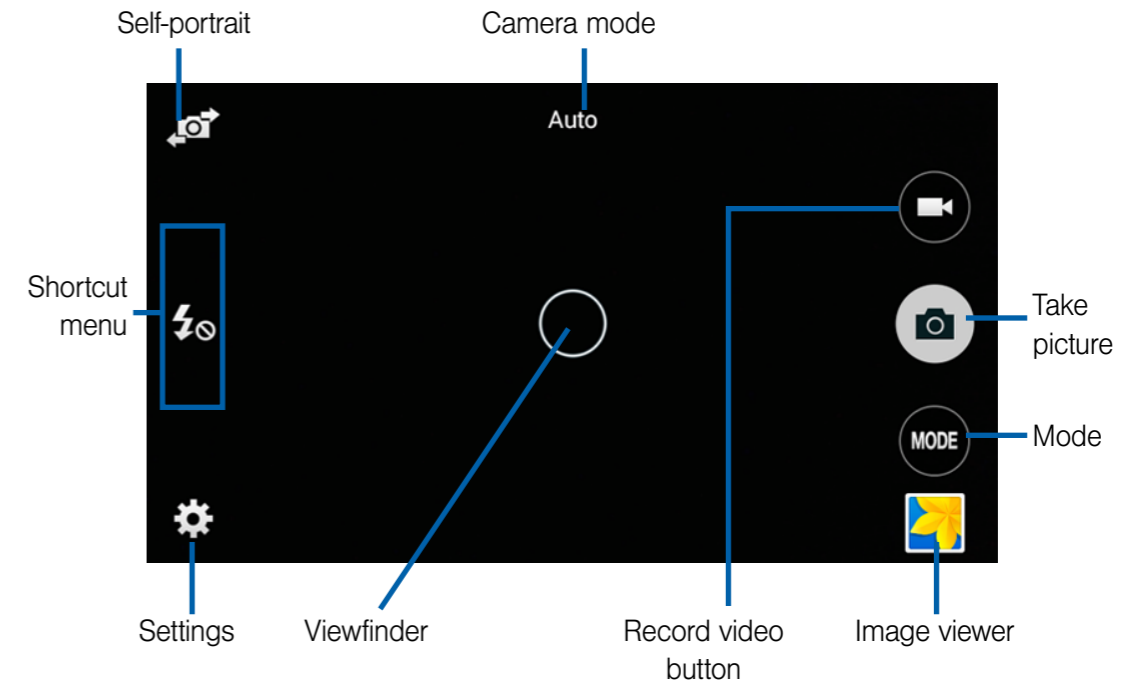 Self-portrait
Camera mode
Auto
Shortcut
menu
Take
picture
MODE
Mode
Settings
Viewfinder
Record video
button
Image viewer